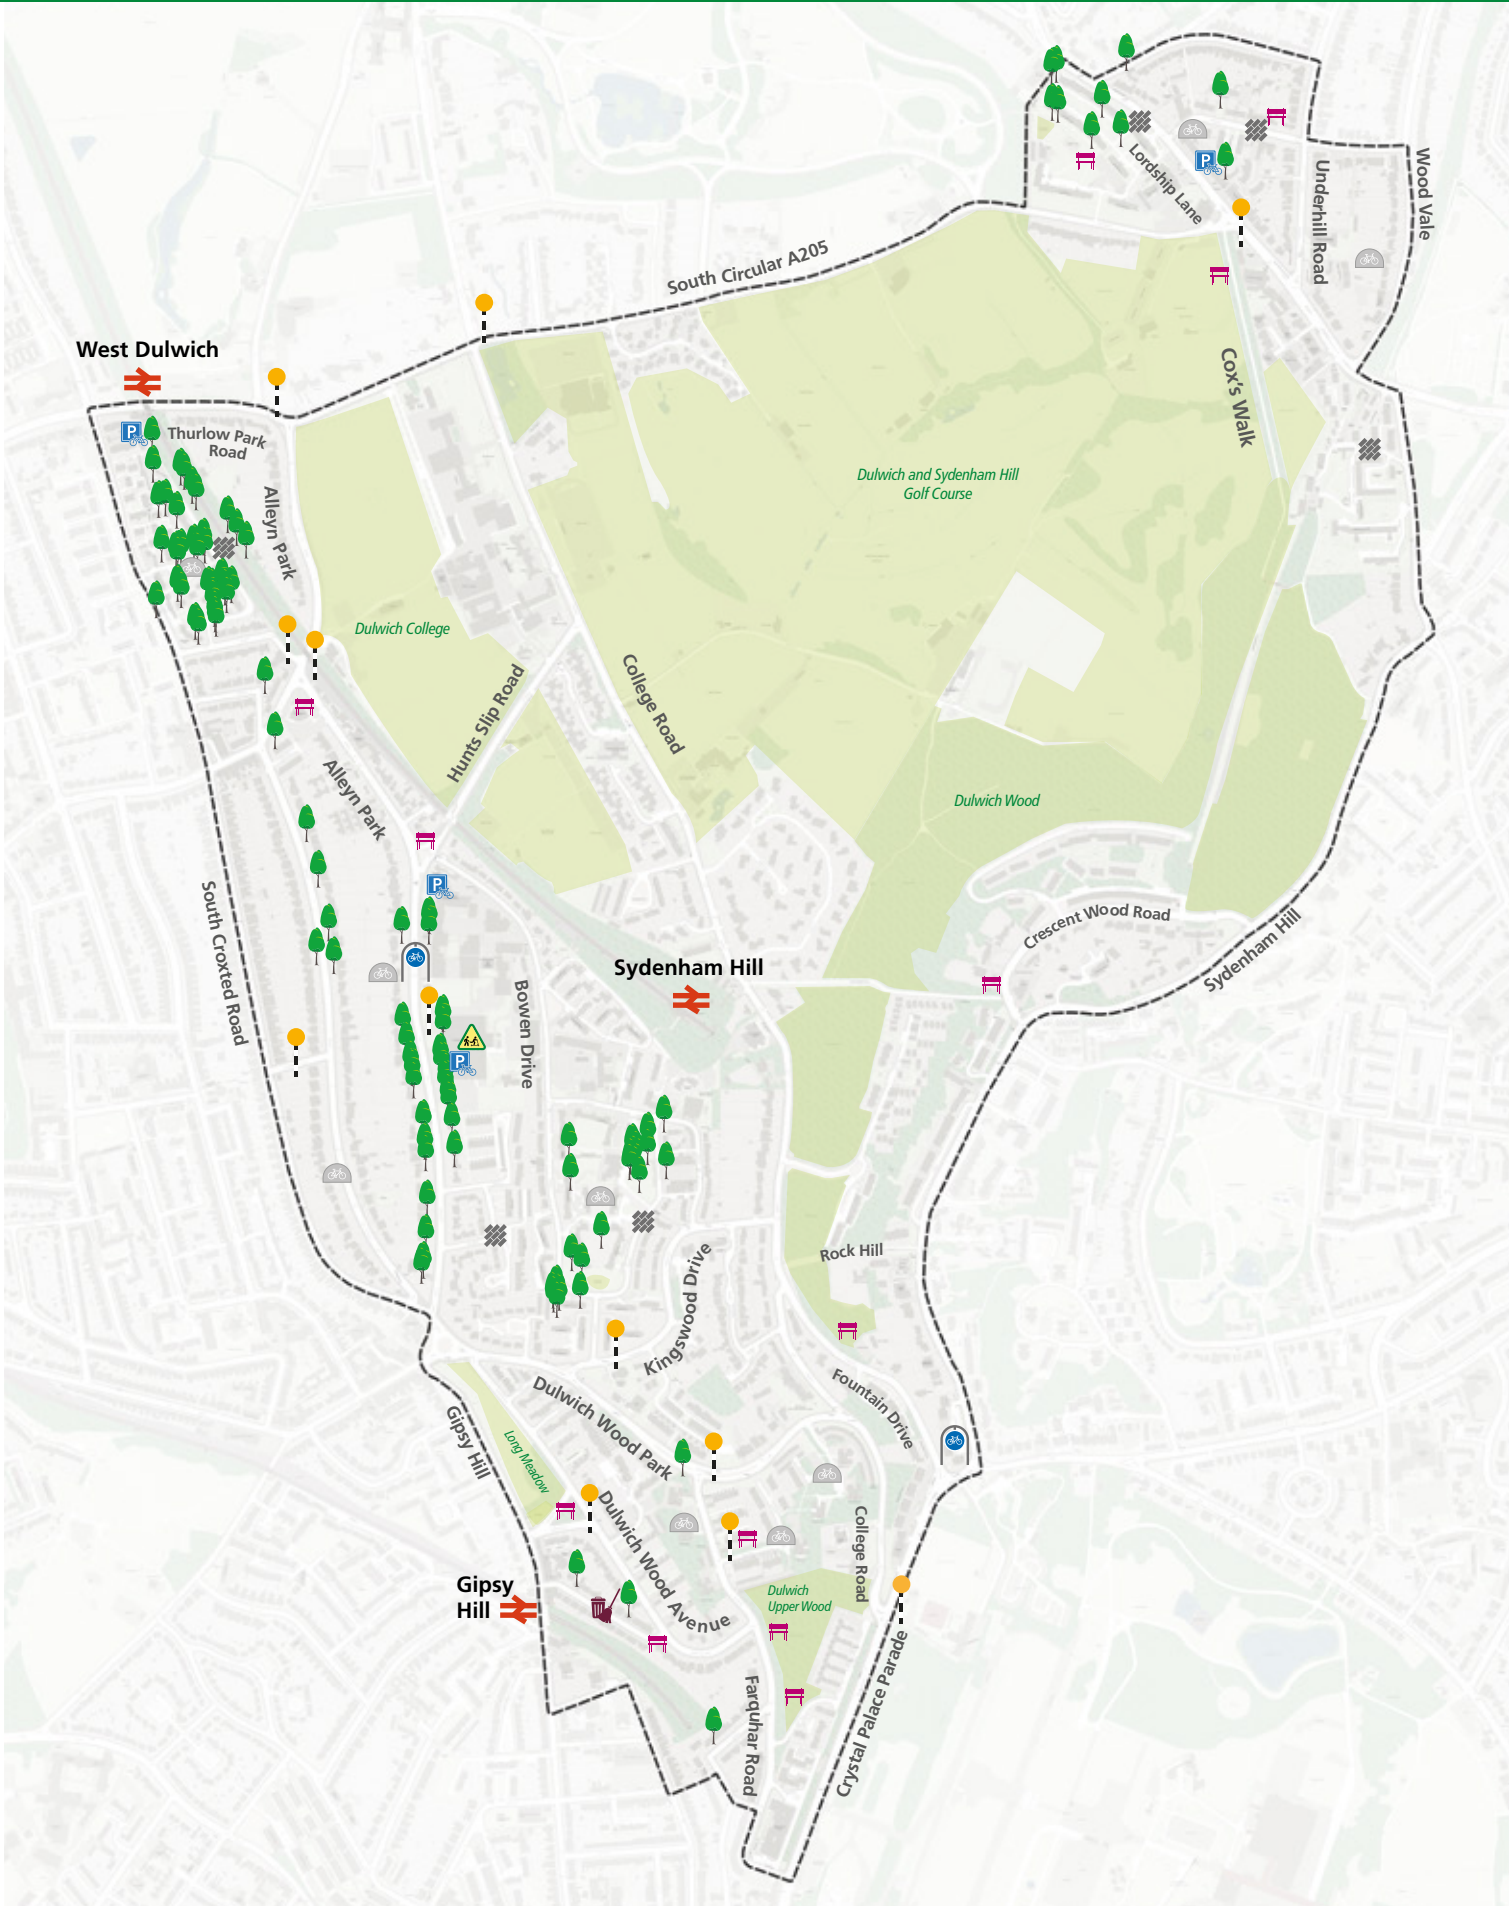 Wood Vale
Underhill Road
Lordship Lane
South Circular A205
West Dulwich
Thurlow Park
Road
Alleyn Park
Cox's Walk
Dulwich and Sydenham Hill
Golf Course
Dulwich College
Hunts Slip Road
College Road
Alleyn Park
Dulwich Wood
P
P
P
P
South Croxted Road
Crescent Wood Road
Sydenham Hill
Sydenham Hill
Bowen Drive
Rock Hill
Kingswood Drive
Fountain Drive
Dulwich Wood Park
Gipsy Hill
Long Meadow
Dulwich Wood Avenue
College Road
Gipsy
Hill
Dulwich
Upper Wood
Crystal Palace Parade
Farquhar Road